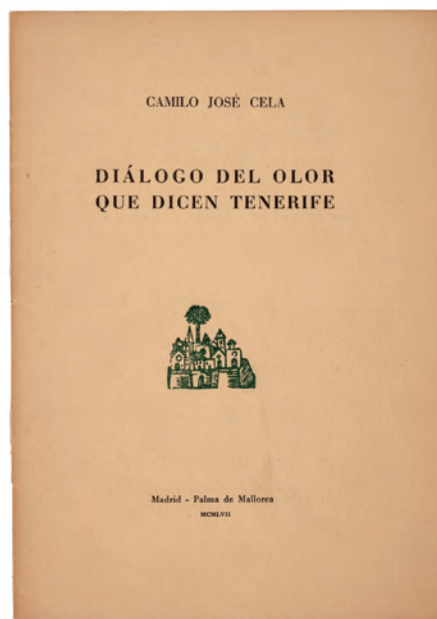 CAMILO JOSÉ CELA
DIÁLOGO DEL OLOR
QUE DICEN TENERIFE
Madrid - Palma de Mallorca
MCMLVII